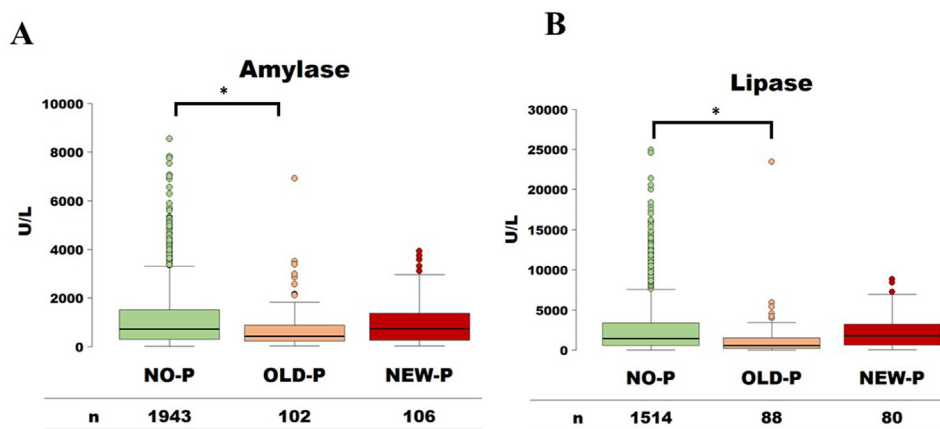 A
Amylase
*
10000
8000
6000
4000
2000
0
U/L
NO-P OLD-P NEW-P
n 1943 102 106
B
Lipase
*
30000
25000
20000
15000
10000
5000
0
U/L
NO-P OLD-P NEW-P
n 1514 88 80